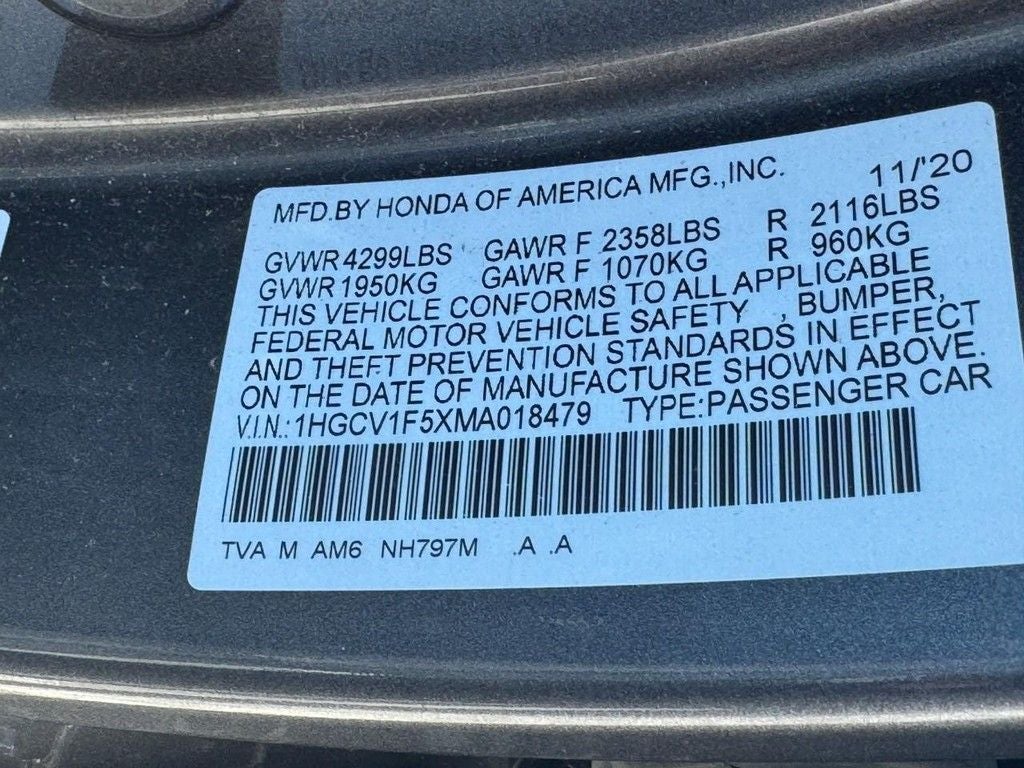 MFD.BY HONDA OF AMERICA MFG.,INC. 11/'20
GVWR 4299LBS GAWR F 2358LBS R 2116LBS
GVWR 1950KG GAWR F 1070KG R 960KG
THIS VEHICLE CONFORMS TO ALL APPLICABLE
FEDERAL MOTOR VEHICLE SAFETY , BUMPER,
AND THEFT PREVENTION STANDARDS IN EFFECT
ON THE DATE OF MANUFACTURE SHOWN ABOVE.
V.I.N.: 1HGCV1F5XMA018479 TYPE:PASSENGER CAR
TVA M AM6 NH797M .A .A